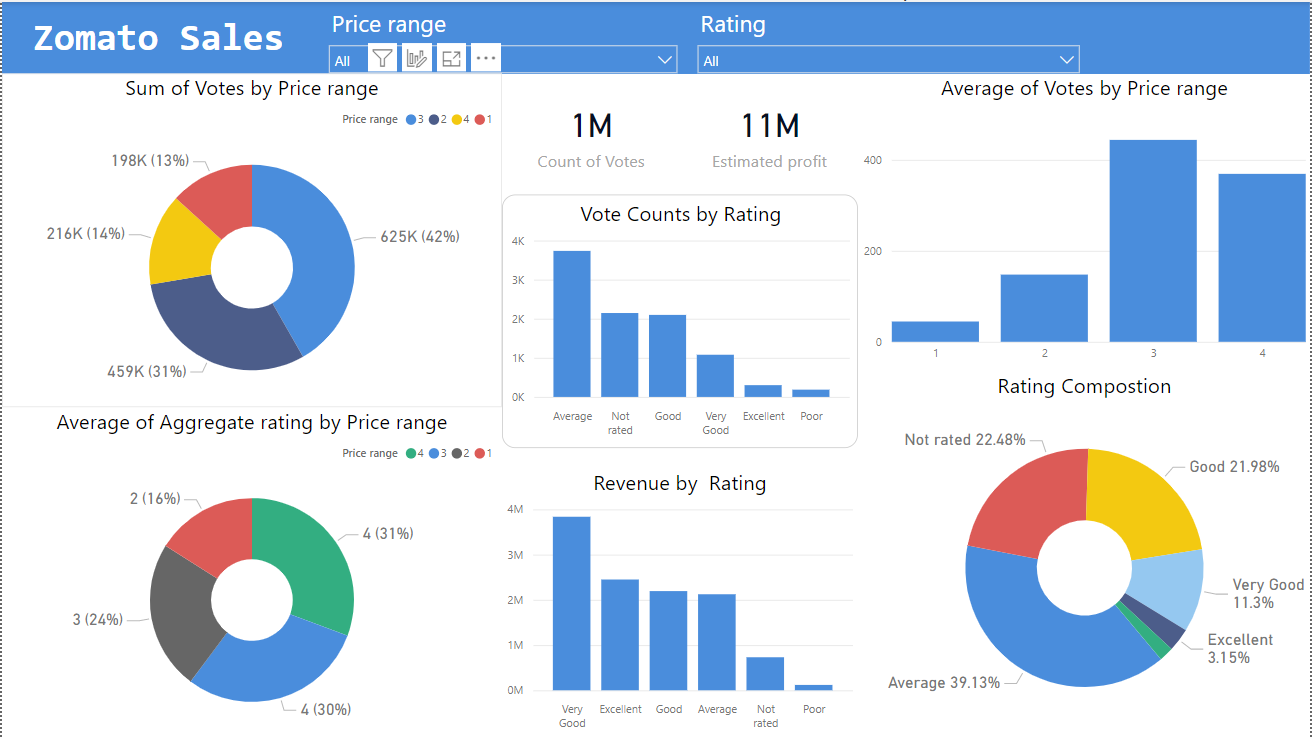 Zomato Sales
Price range
All
Rating
All
Sum of Votes by Price range
Price range 3 2 4 1
198K (13%)
216K (14%)
625K (42%)
459K (31%)
Average of Aggregate rating by Price range
Price range 4 3 2 1
2 (16%)
4 (31%)
3 (24%)
4 (30%)
1M
Count of Votes
11M
Estimated profit
Vote Counts by Rating
4K
3K
2K
1K
0K
Average
Not
rated
Good
Very
Good
Excellent
Poor
Revenue by Rating
4M
3M
2M
1M
0M
Very
Good
Excellent
Good
Average
Not
rated
Poor
Average of Votes by Price range
400
200
0
1
2
3
4
Rating Compostion
Not rated 22.48%
Good 21.98%
Very Good
11.3%
Excellent
3.15%
Average 39.13%